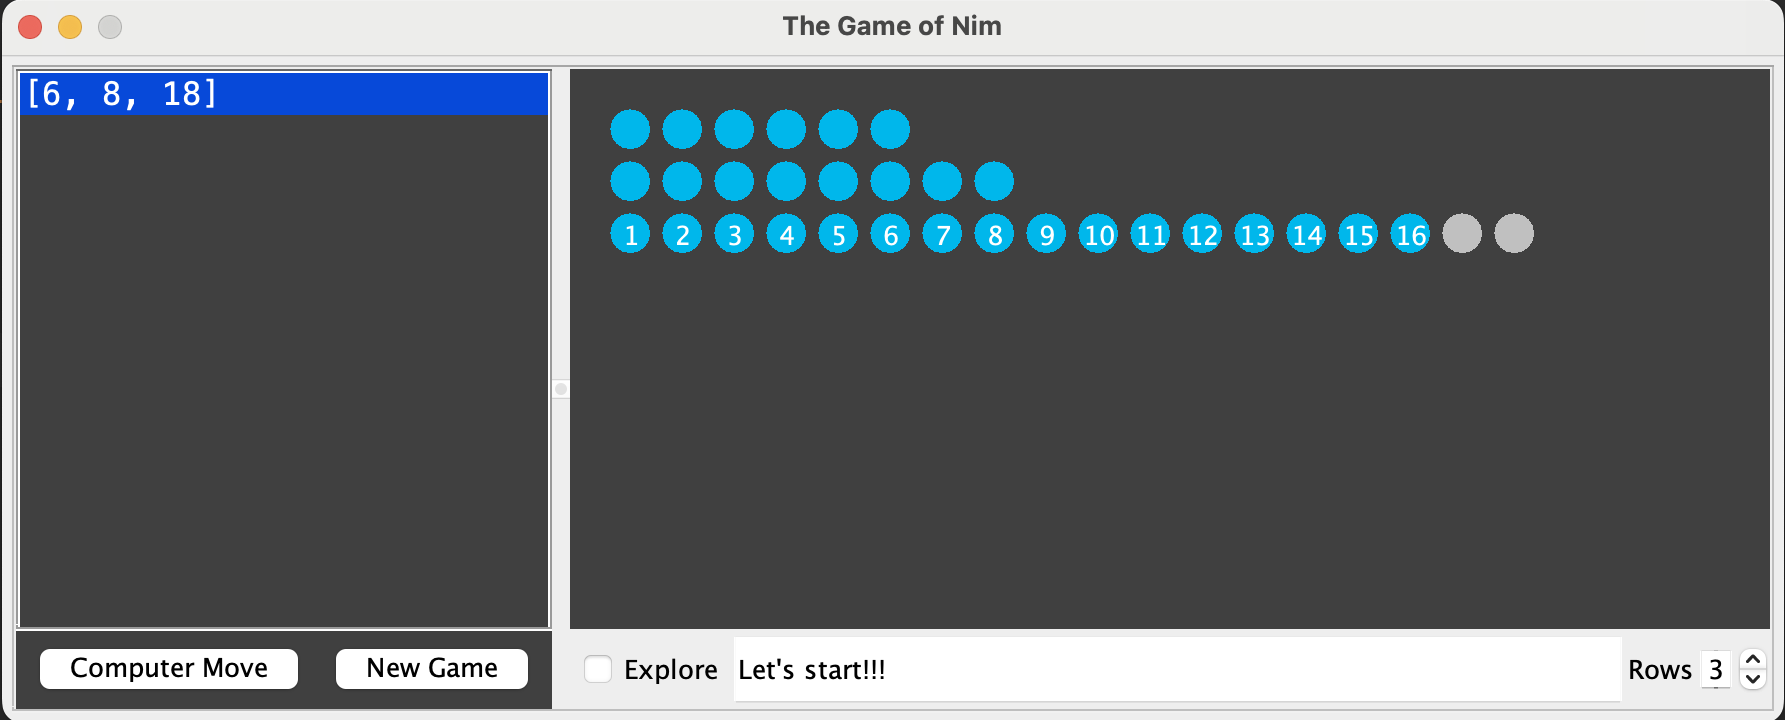 The Game of Nim
[6, 8, 18]
1 2 3 4 5 6 7 8 9 10 11 12 13 14 15 16
Computer Move New Game Explore Let's start!!! Rows 3